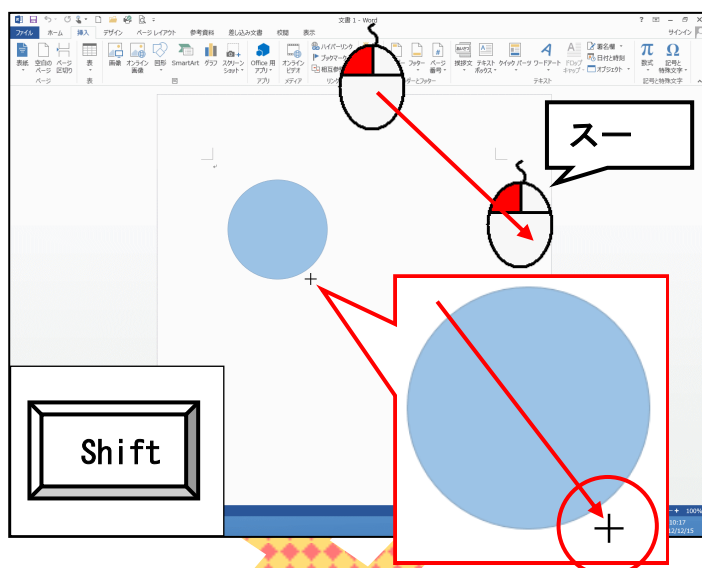 文書 1 - Word
サインイン
ファイル ホーム 挿入 デザイン ページ レイアウト 参考資料 差し込み文書 校閲 表示
表紙 空白の ページ 表 画像 オンライン 図形 SmartArt グラフ スクリーン Office 用 オンライン ハイパーリンク フッター ページ 挨拶文 テキスト クイック パーツ ワードアート ドロップ 署名欄 数式 記号と
ページ 区切り 画像 ショット アプリ ビデオ ブックマーク 番号 ボックス キャップ 日付と時刻 特殊文字
相互参 オブジェクト
ページ 表 図 アプリ メディア テキスト 記号と特殊文字
スー
Shift
100%
10:17